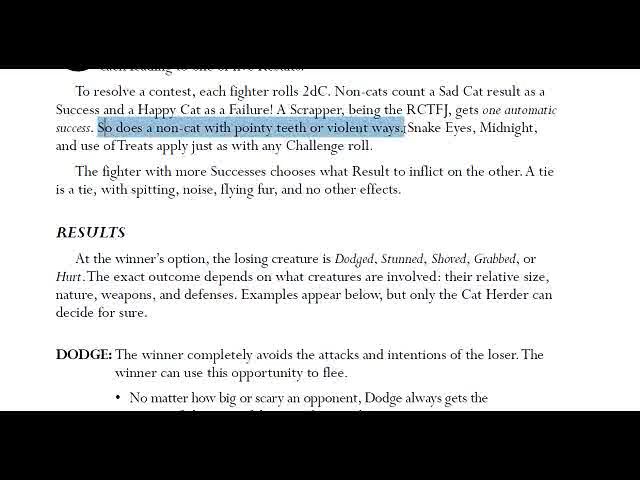 each leading to one of five Results.
To resolve a contest, each fighter rolls 2dC. Non-cats count a Sad Cat result as a
Success and a Happy Cat as a Failure! A Scrapper, being the RCTFJ, gets one automatic
success. So does a non-cat with pointy teeth or violent ways. Snake Eyes, Midnight,
and use of Treats apply just as with any Challenge roll.
The fighter with more Successes chooses what Result to inflict on the other. A tie
is a tie, with spitting, noise, flying fur, and no other effects.
RESULTS
At the winner's option, the losing creature is Dodged, Stunned, Shoved, Grabbed, or
Hurt. The exact outcome depends on what creatures are involved: their relative size,
nature, weapons, and defenses. Examples appear below, but only the Cat Herder can
decide for sure.
DODGE: The winner completely avoids the attacks and intentions of the loser. The
winner can use this opportunity to flee.
• No matter how big or scary an opponent, Dodge always gets the